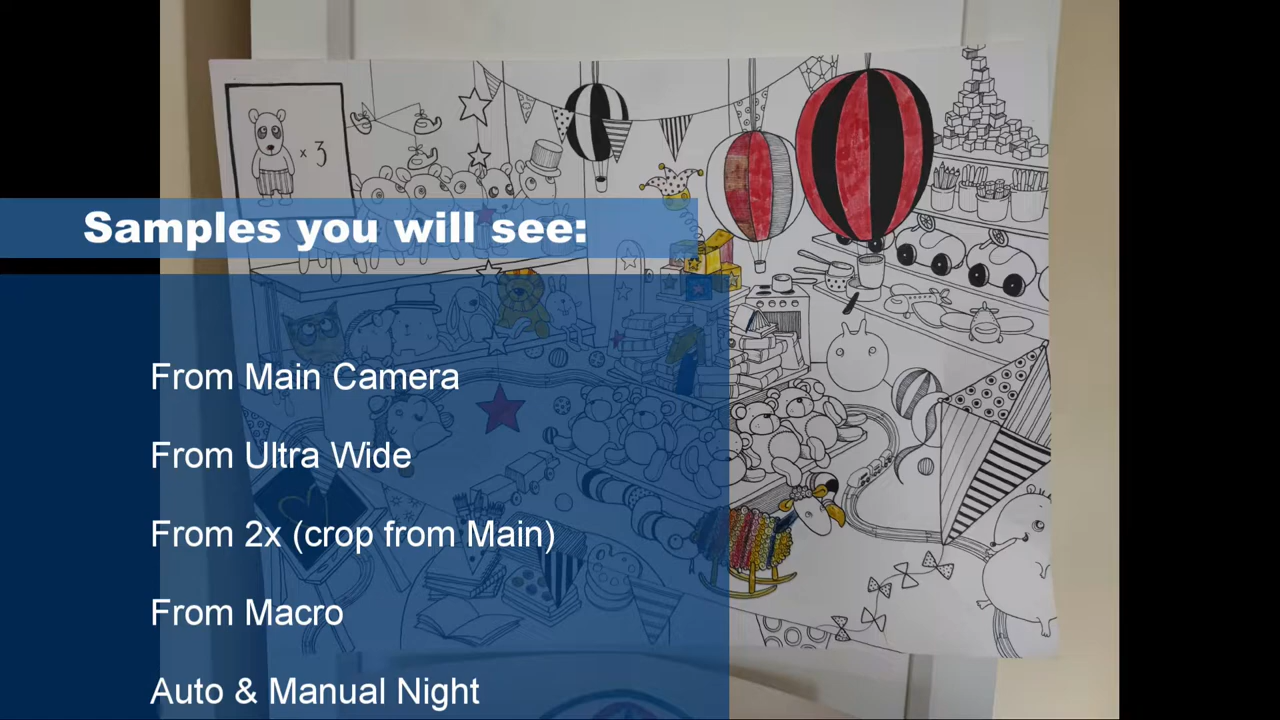 x 3
Samples you will see:
From Main Camera
From Ultra Wide
From 2x (crop from Main)
From Macro
Auto & Manual Night